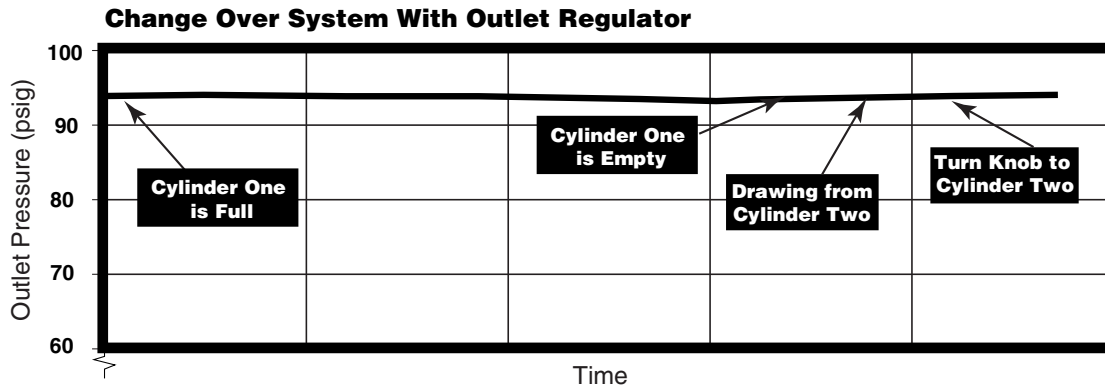 Change Over System With Outlet Regulator
100
90
80
70
60
Outlet Pressure (psig)
Cylinder One
is Full
Cylinder One
is Empty
Drawing from
Cylinder Two
Turn Knob to
Cylinder Two
Time